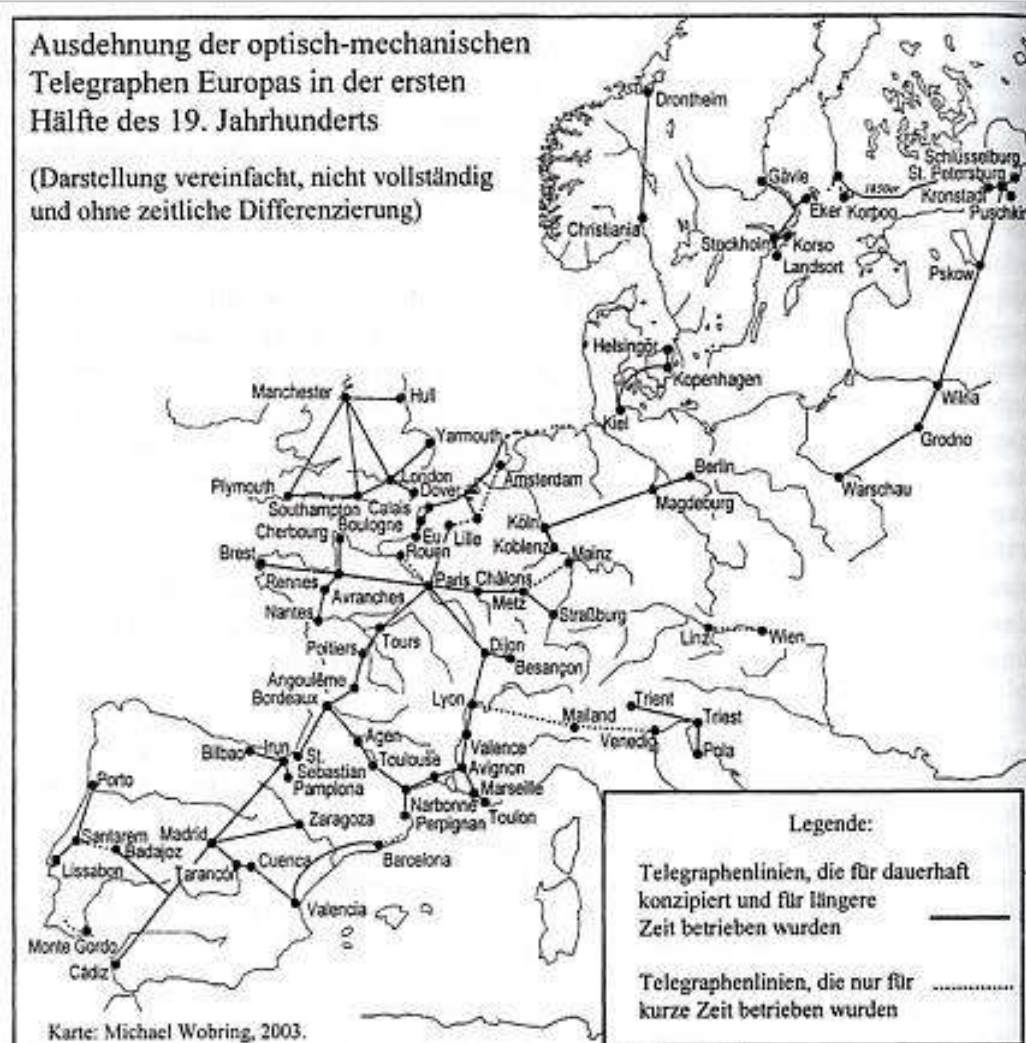 Ausdehnung der optisch-mechanischen
Telegraphen Europas in der ersten
Hälfte des 19. Jahrhunderts
(Darstellung vereinfacht, nicht vollständig
und ohne zeitliche Differenzierung)
Drontheim
Schlüsselburg
St. Petersburg
Gävle
1850er
Kronstadt
Eker
Korpoo
Puschkin
Christiania
Stockholm
Korso
Landsort
Pskow
Helsingör
Kopenhagen
Manchester
Hull
Kiel
Wilna
Yarmouth
Grodno
London
Amsterdam
Berlin
Plymouth
Dover
Warschau
Southampton
Calais
Magdeburg
Cherbourg
Boulogne
Köln
Eu
Lille
Koblenz
Brest
Rouen
Mainz
Rennes
Paris
Châlons
Avranches
Metz
Nantes
Straßburg
Tours
Linz
Wien
Poitiers
Dijon
Besançon
Angoulême
Bordeaux
Lyon
Trient
Mailand
Triest
Venedig
Agen
Valence
Pola
Bilbao
Irun
St.
Sebastian
Toulouse
Avignon
Pamplona
Marseille
Porto
Narbonne
Toulon
Perpignan
Zaragoza
Santarem
Madrid
Badajoz
Barcelona
Lissabon
Tarancón
Cuenca
Valencia
Monte Gordo
Cádiz
Legende:
Telegraphenlinien, die für dauerhaft
konzipiert und für längere
Zeit betrieben wurden
Telegraphenlinien, die nur für
kurze Zeit betrieben wurden
Karte: Michael Wobring, 2003.